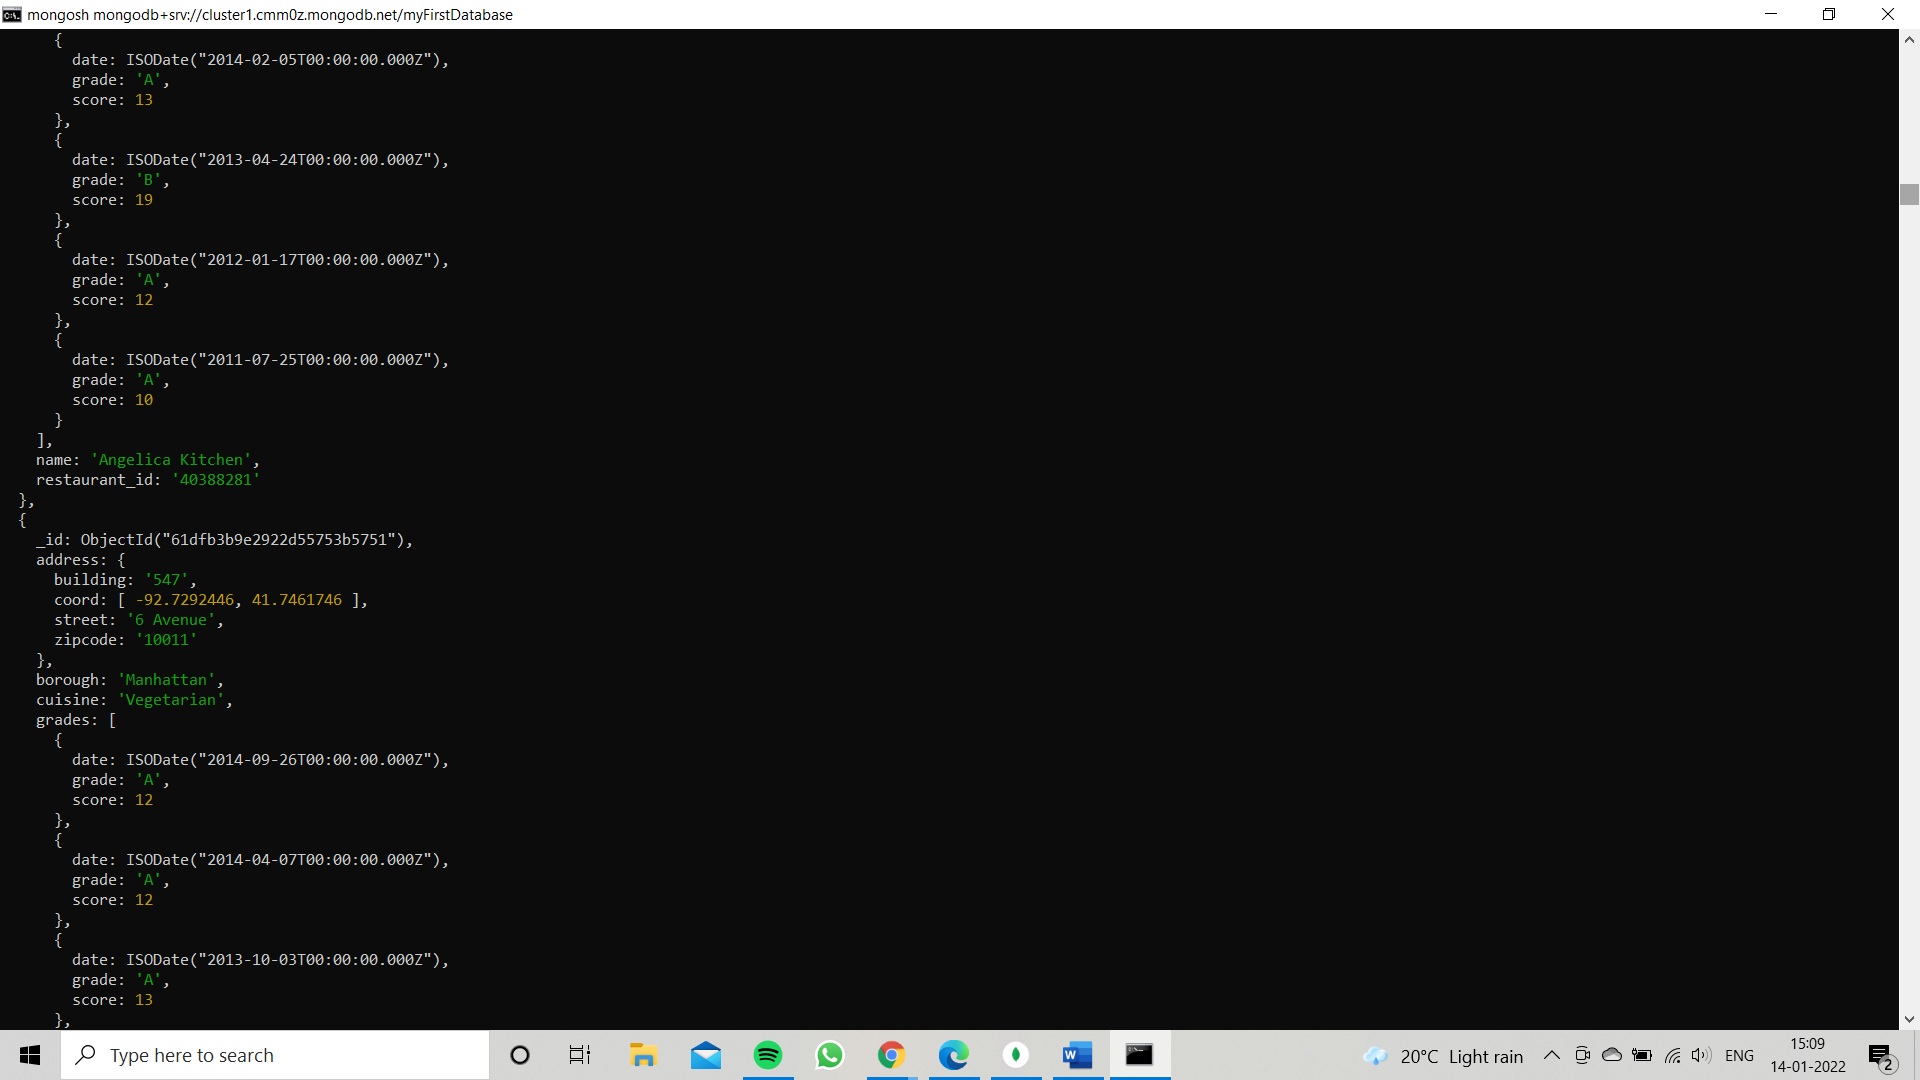 mongosh mongodb+srv://cluster1.cmm0z.mongodb.net/myFirstDatabase
    {
      date: ISODate("2014-02-05T00:00:00.000Z"),
      grade: 'A',
      score: 13
    },
    {
      date: ISODate("2013-04-24T00:00:00.000Z"),
      grade: 'B',
      score: 19
    },
    {
      date: ISODate("2012-01-17T00:00:00.000Z"),
      grade: 'A',
      score: 12
    },
    {
      date: ISODate("2011-07-25T00:00:00.000Z"),
      grade: 'A',
      score: 10
    }
  ],
  name: 'Angelica Kitchen',
  restaurant_id: '40388281'
},
{
  _id: ObjectId("61dfb3b9e2922d55753b5751"),
  address: {
    building: '547',
    coord: [ -92.7292446, 41.7461746 ],
    street: '6 Avenue',
    zipcode: '10011'
  },
  borough: 'Manhattan',
  cuisine: 'Vegetarian',
  grades: [
    {
      date: ISODate("2014-09-26T00:00:00.000Z"),
      grade: 'A',
      score: 12
    },
    {
      date: ISODate("2014-04-07T00:00:00.000Z"),
      grade: 'A',
      score: 12
    },
    {
      date: ISODate("2013-10-03T00:00:00.000Z"),
      grade: 'A',
      score: 13
    },
Type here to search
20°C Light rain
ENG
15:09
14-01-2022
2